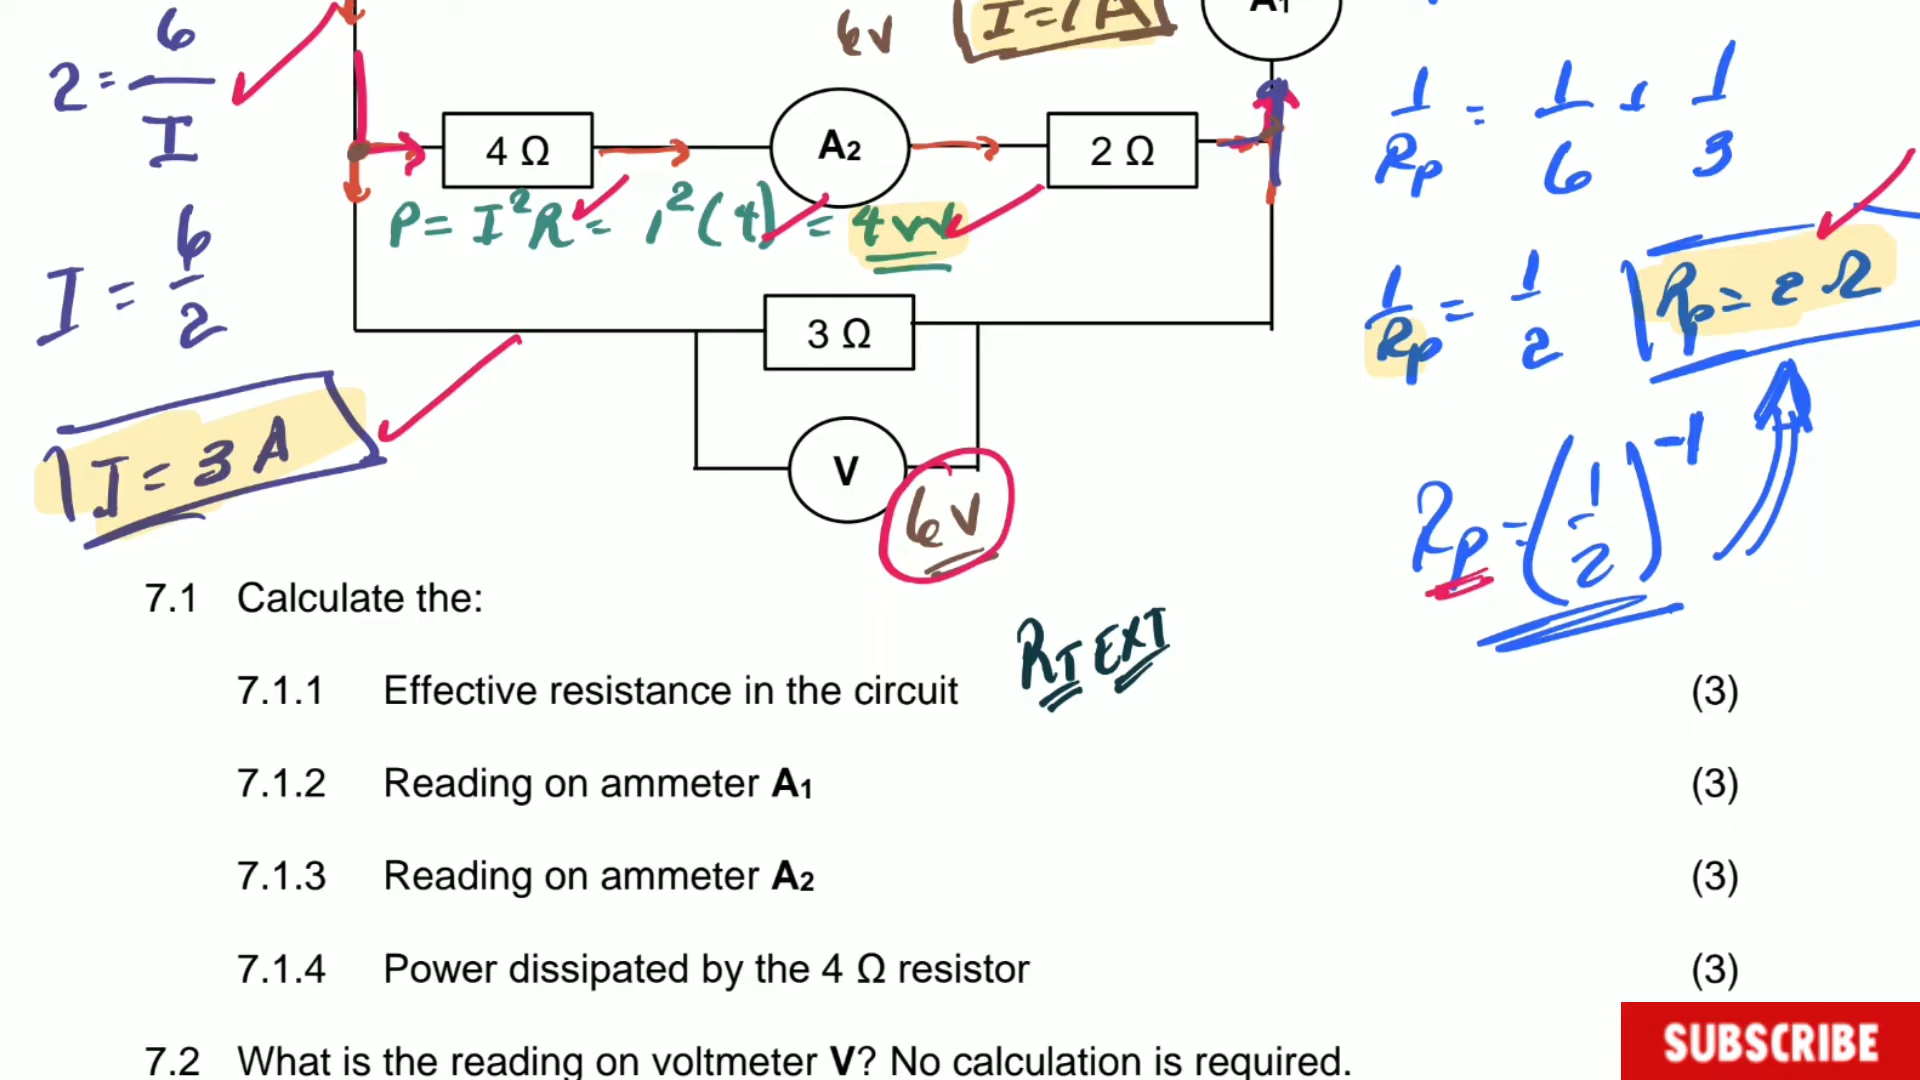 6V I = 1A A1
2 = 6/I
1/Rp = 1/6 + 1/3
4 Ω A2 2 Ω
P = I²R = 1²(4) = 4W
I = 6/2
1/Rp = 1/2 Rp = 2 Ω
3 Ω
I = 3 A
V 6V
Rp = (1/2)⁻¹
7.1 Calculate the:
RT EXT
7.1.1 Effective resistance in the circuit (3)
7.1.2 Reading on ammeter A1 (3)
7.1.3 Reading on ammeter A2 (3)
7.1.4 Power dissipated by the 4 Ω resistor (3)
7.2 What is the reading on voltmeter V? No calculation is required.
SUBSCRIBE